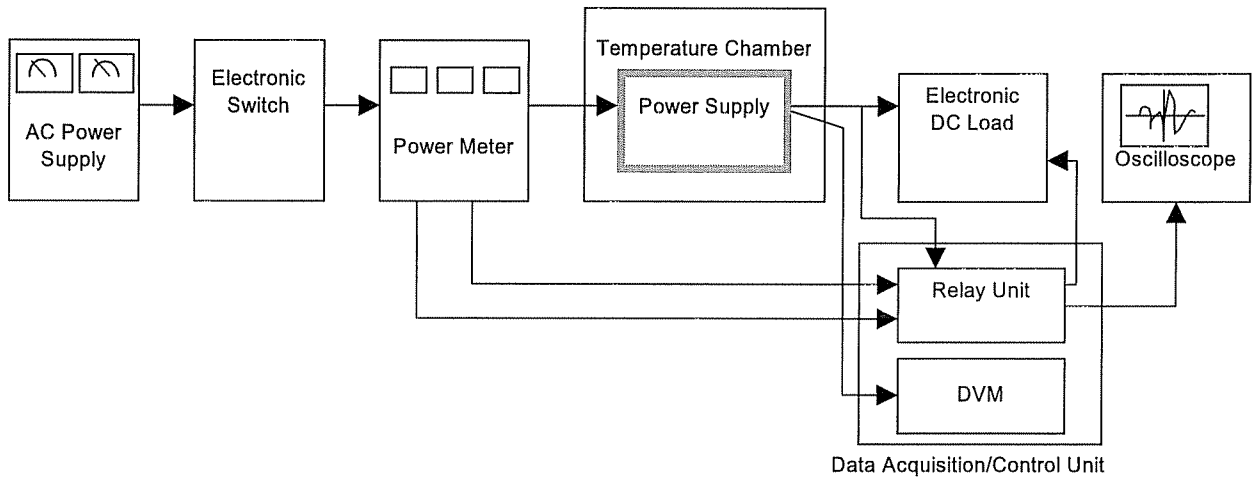 AC Power
Supply
Electronic
Switch
Power Meter
Temperature Chamber
Power Supply
Electronic
DC Load
Oscilloscope
Relay Unit
DVM
Data Acquisition/Control Unit